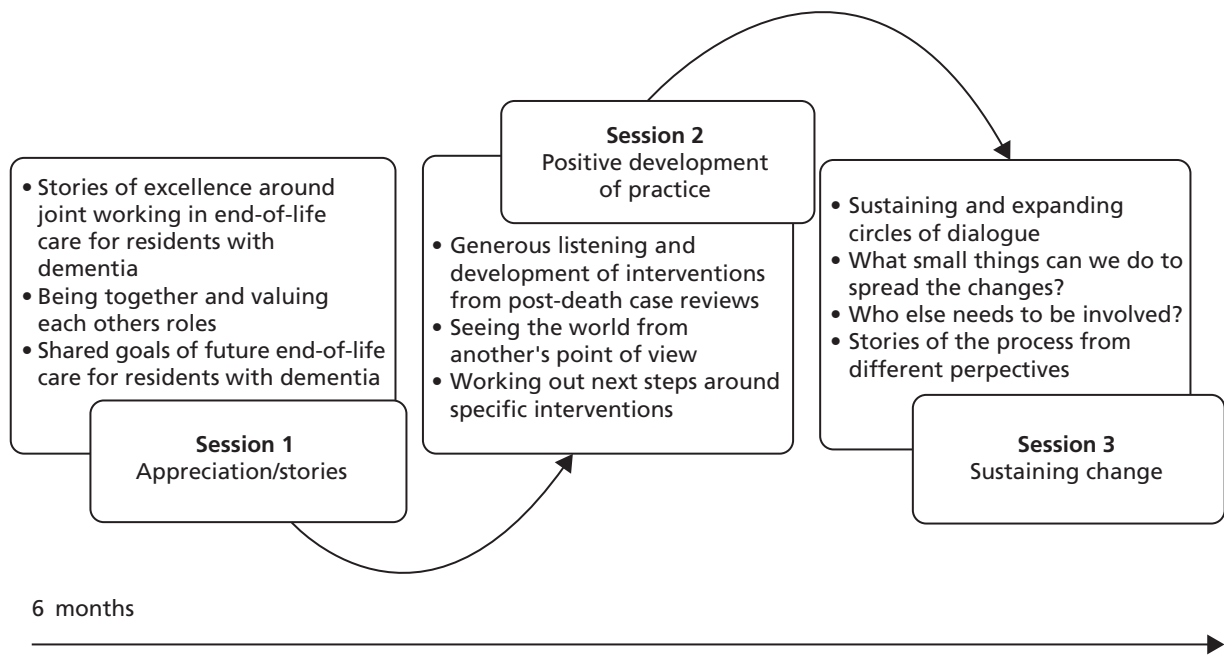 • Stories of excellence around
joint working in end-of-life
care for residents with
dementia
• Being together and valuing
each others roles
• Shared goals of future end-of-life
care for residents with dementia
Session 1
Appreciation/stories
Session 2
Positive development
of practice
• Generous listening and
development of interventions
from post-death case reviews
• Seeing the world from
another's point of view
• Working out next steps around
specific interventions
• Sustaining and expanding
circles of dialogue
• What small things can we do to
spread the changes?
• Who else needs to be involved?
• Stories of the process from
different perpectives
Session 3
Sustaining change
6 months